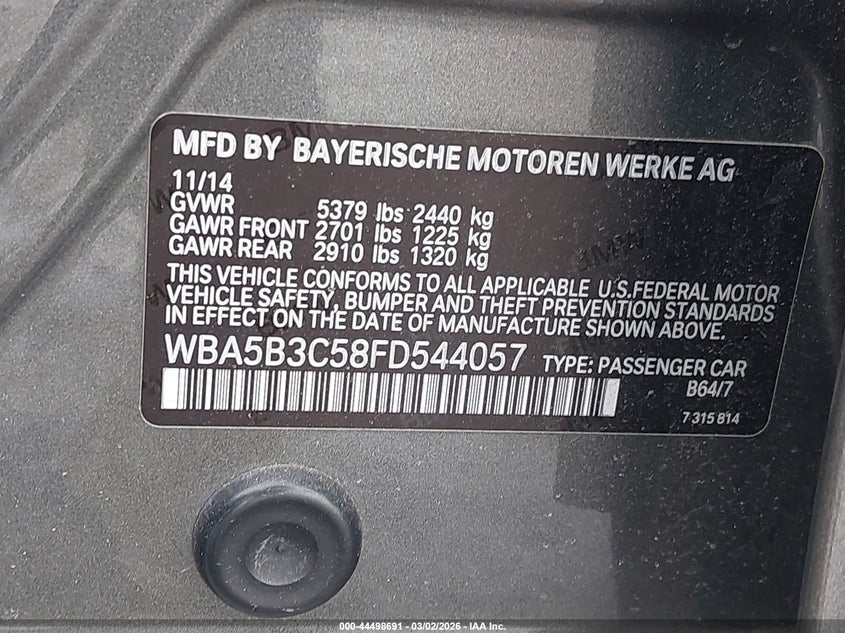 MFD BY BAYERISCHE MOTOREN WERKE AG
11/14
GVWR 5379 lbs 2440 kg
GAWR FRONT 2701 lbs 1225 kg
GAWR REAR 2910 lbs 1320 kg
THIS VEHICLE CONFORMS TO ALL APPLICABLE U.S.FEDERAL MOTOR
VEHICLE SAFETY, BUMPER AND THEFT PREVENTION STANDARDS
IN EFFECT ON THE DATE OF MANUFACTURE SHOWN ABOVE.
WBA5B3C58FD544057 TYPE: PASSENGER CAR
B64/7
7 315 814
000-44498691 - 03/02/2026 - IAA Inc.